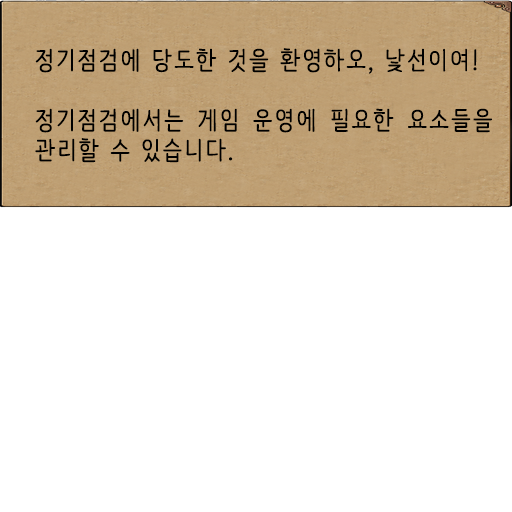 정기점검에 당도한 것을 환영하오, 낯선이여!
정기점검에서는 게임 운영에 필요한 요소들을
관리할 수 있습니다.